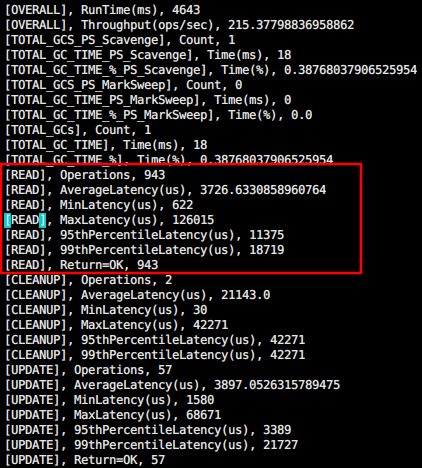 [OVERALL], RunTime(ms), 4643
[OVERALL], Throughput(ops/sec), 215.37798836958862
[TOTAL_GCS_PS_Scavenge], Count, 1
[TOTAL_GC_TIME_PS_Scavenge], Time(ms), 18
[TOTAL_GC_TIME_%_PS_Scavenge], Time(%), 0.38768037906525954
[TOTAL_GCS_PS_MarkSweep], Count, 0
[TOTAL_GC_TIME_PS_MarkSweep], Time(ms), 0
[TOTAL_GC_TIME_%_PS_MarkSweep], Time(%), 0.0
[TOTAL_GCs], Count, 1
[TOTAL_GC_TIME], Time(ms), 18
[TOTAL_GC_TIME_%], Time(%), 0.38768037906525954
[READ], Operations, 943
[READ], AverageLatency(us), 3726.6330858960764
[READ], MinLatency(us), 622
[READ], MaxLatency(us), 126015
[READ], 95thPercentileLatency(us), 11375
[READ], 99thPercentileLatency(us), 18719
[READ], Return=OK, 943
[CLEANUP], Operations, 2
[CLEANUP], AverageLatency(us), 21143.0
[CLEANUP], MinLatency(us), 30
[CLEANUP], MaxLatency(us), 42271
[CLEANUP], 95thPercentileLatency(us), 42271
[CLEANUP], 99thPercentileLatency(us), 42271
[UPDATE], Operations, 57
[UPDATE], AverageLatency(us), 3897.0526315789475
[UPDATE], MinLatency(us), 1580
[UPDATE], MaxLatency(us), 68671
[UPDATE], 95thPercentileLatency(us), 3389
[UPDATE], 99thPercentileLatency(us), 21727
[UPDATE], Return=OK, 57